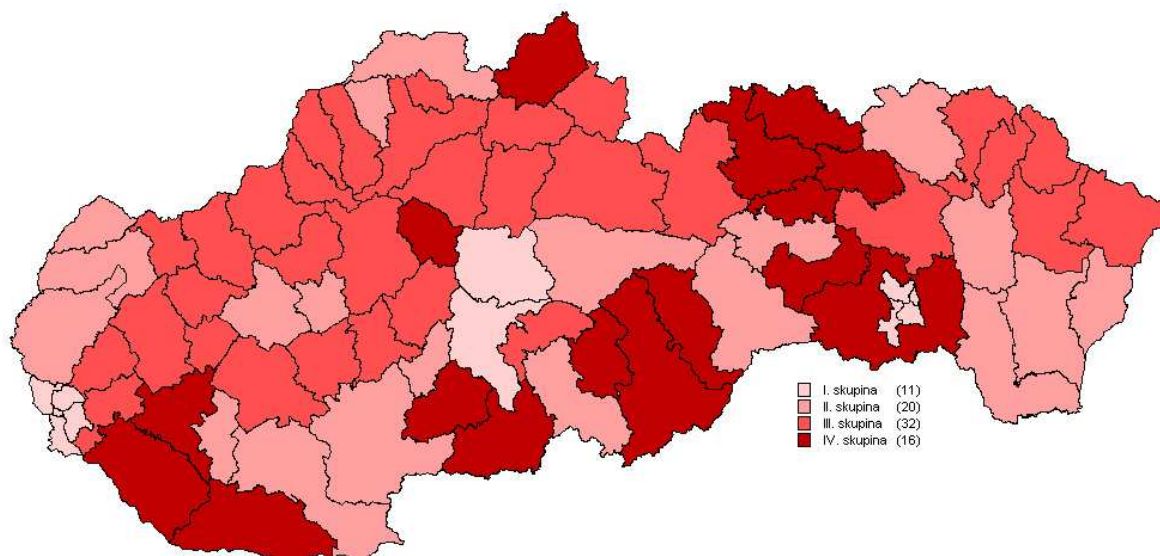 I. skupina (11)
II. skupina (20)
III. skupina (32)
IV. skupina (16)